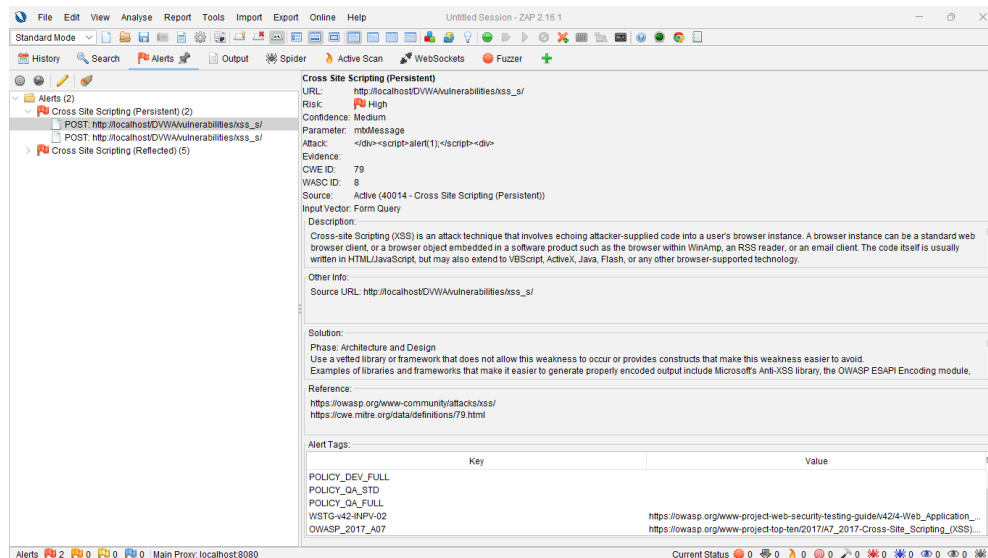 File Edit View Analyse Report Tools Import Export Online Help Untitled Session - ZAP 2.16.1
Standard Mode
History Search Alerts Output Spider Active Scan WebSockets Fuzzer
Alerts (2)
Cross Site Scripting (Persistent) (2)
POST: http://localhost/DVWA/vulnerabilities/xss_s/
POST: http://localhost/DVWA/vulnerabilities/xss_s/
Cross Site Scripting (Reflected) (5)
Cross Site Scripting (Persistent)
URL: http://localhost/DVWA/vulnerabilities/xss_s/
Risk: High
Confidence: Medium
Parameter: mtxMessage
Attack: </div><script>alert(1);</script><div>
Evidence:
CWE ID: 79
WASC ID: 8
Source: Active (40014 - Cross Site Scripting (Persistent))
Input Vector: Form Query
Description:
Cross-site Scripting (XSS) is an attack technique that involves echoing attacker-supplied code into a user's browser instance. A browser instance can be a standard web
browser client, or a browser object embedded in a software product such as the browser within WinAmp, an RSS reader, or an email client. The code itself is usually
written in HTML/JavaScript, but may also extend to VBScript, ActiveX, Java, Flash, or any other browser-supported technology.
Other Info:
Source URL: http://localhost/DVWA/vulnerabilities/xss_s/
Solution:
Phase: Architecture and Design
Use a vetted library or framework that does not allow this weakness to occur or provides constructs that make this weakness easier to avoid.
Examples of libraries and frameworks that make it easier to generate properly encoded output include Microsoft's Anti-XSS library, the OWASP ESAPI Encoding module,
Reference:
https://owasp.org/www-community/attacks/xss/
https://cwe.mitre.org/data/definitions/79.html
Alert Tags:
Key Value
POLICY_DEV_FULL
POLICY_QA_STD
POLICY_QA_FULL
WSTG-v42-INPV-02 https://owasp.org/www-project-web-security-testing-guide/v42/4-Web_Application_...
OWASP_2017_A07 https://owasp.org/www-project-top-ten/2017/A7_2017-Cross-Site_Scripting_(XSS)....
Alerts 2 0 0 0 Main Proxy: localhost:8080 Current Status 0 0 0 0 0 0 0 0